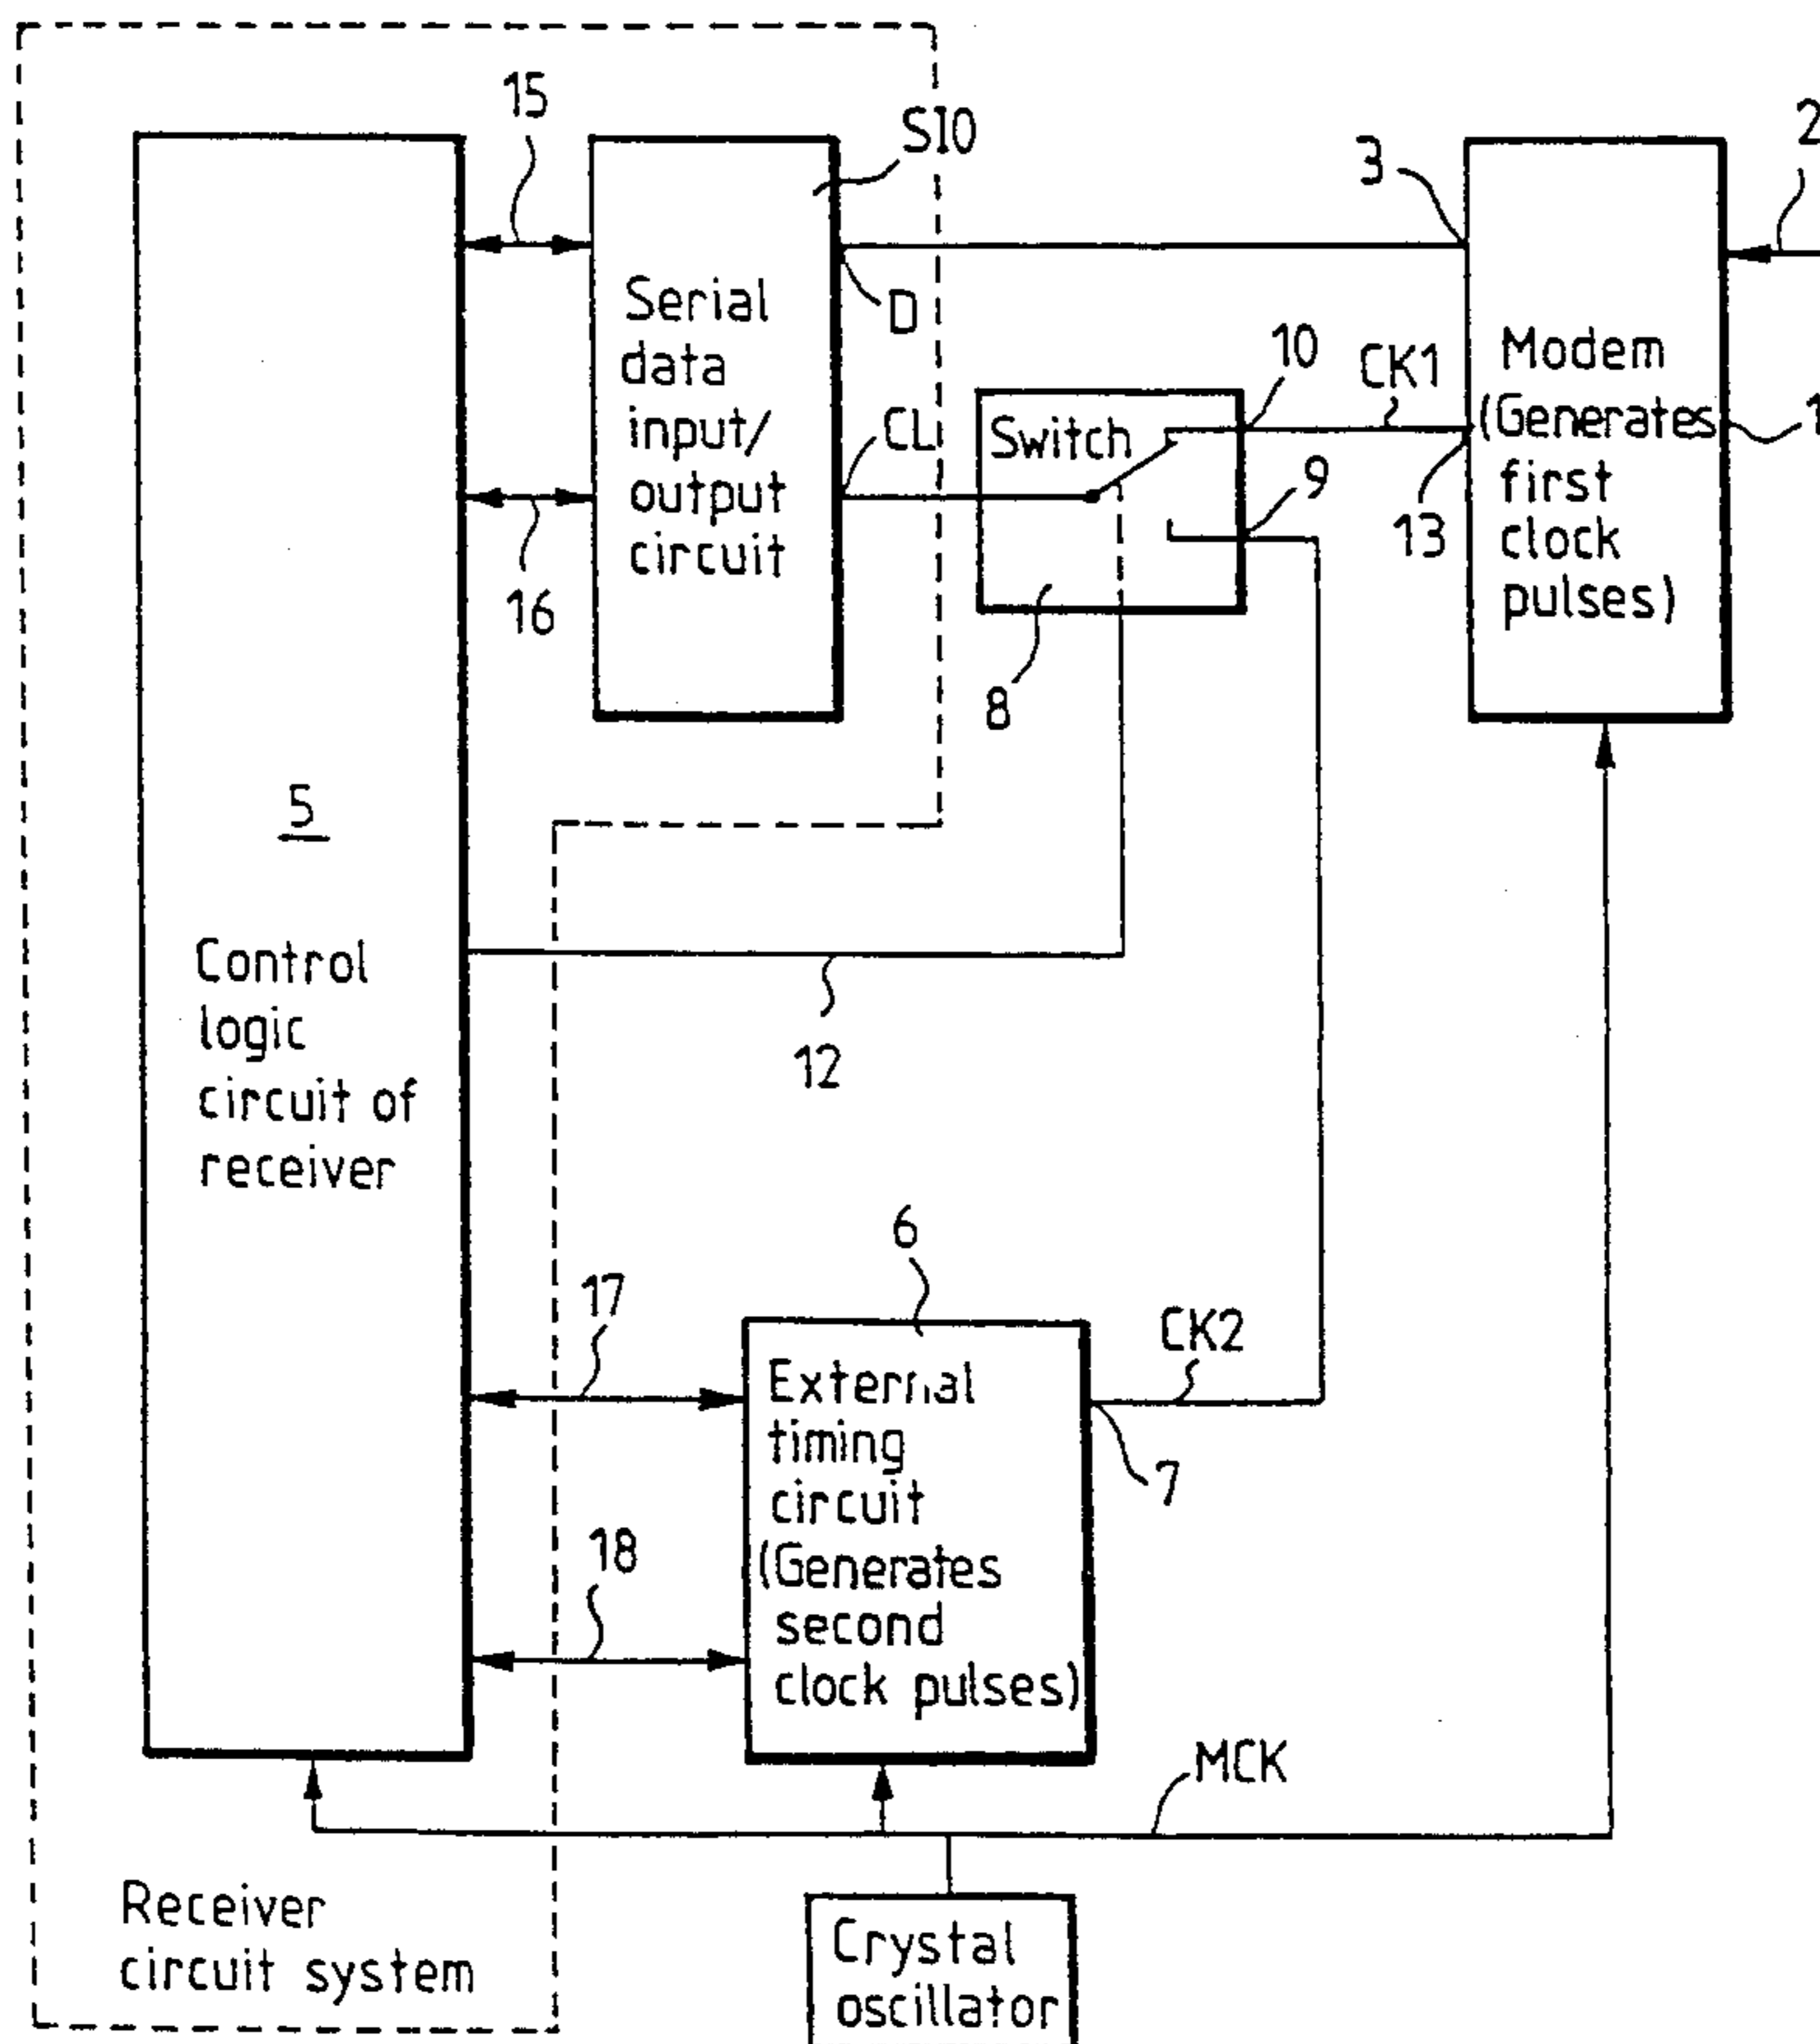 15
SIO
2
3
Serial
data
input/
output
circuit
D
10
CK1
Modem
(Generates
first
clock
pulses)
1
CL
Switch
9
13
16
8
5
Control
logic
circuit of
receiver
12
6
17
CK2
External
timing
circuit
(Generates
second
clock pulses)
7
18
MCK
Receiver
circuit system
Crystal
oscillator